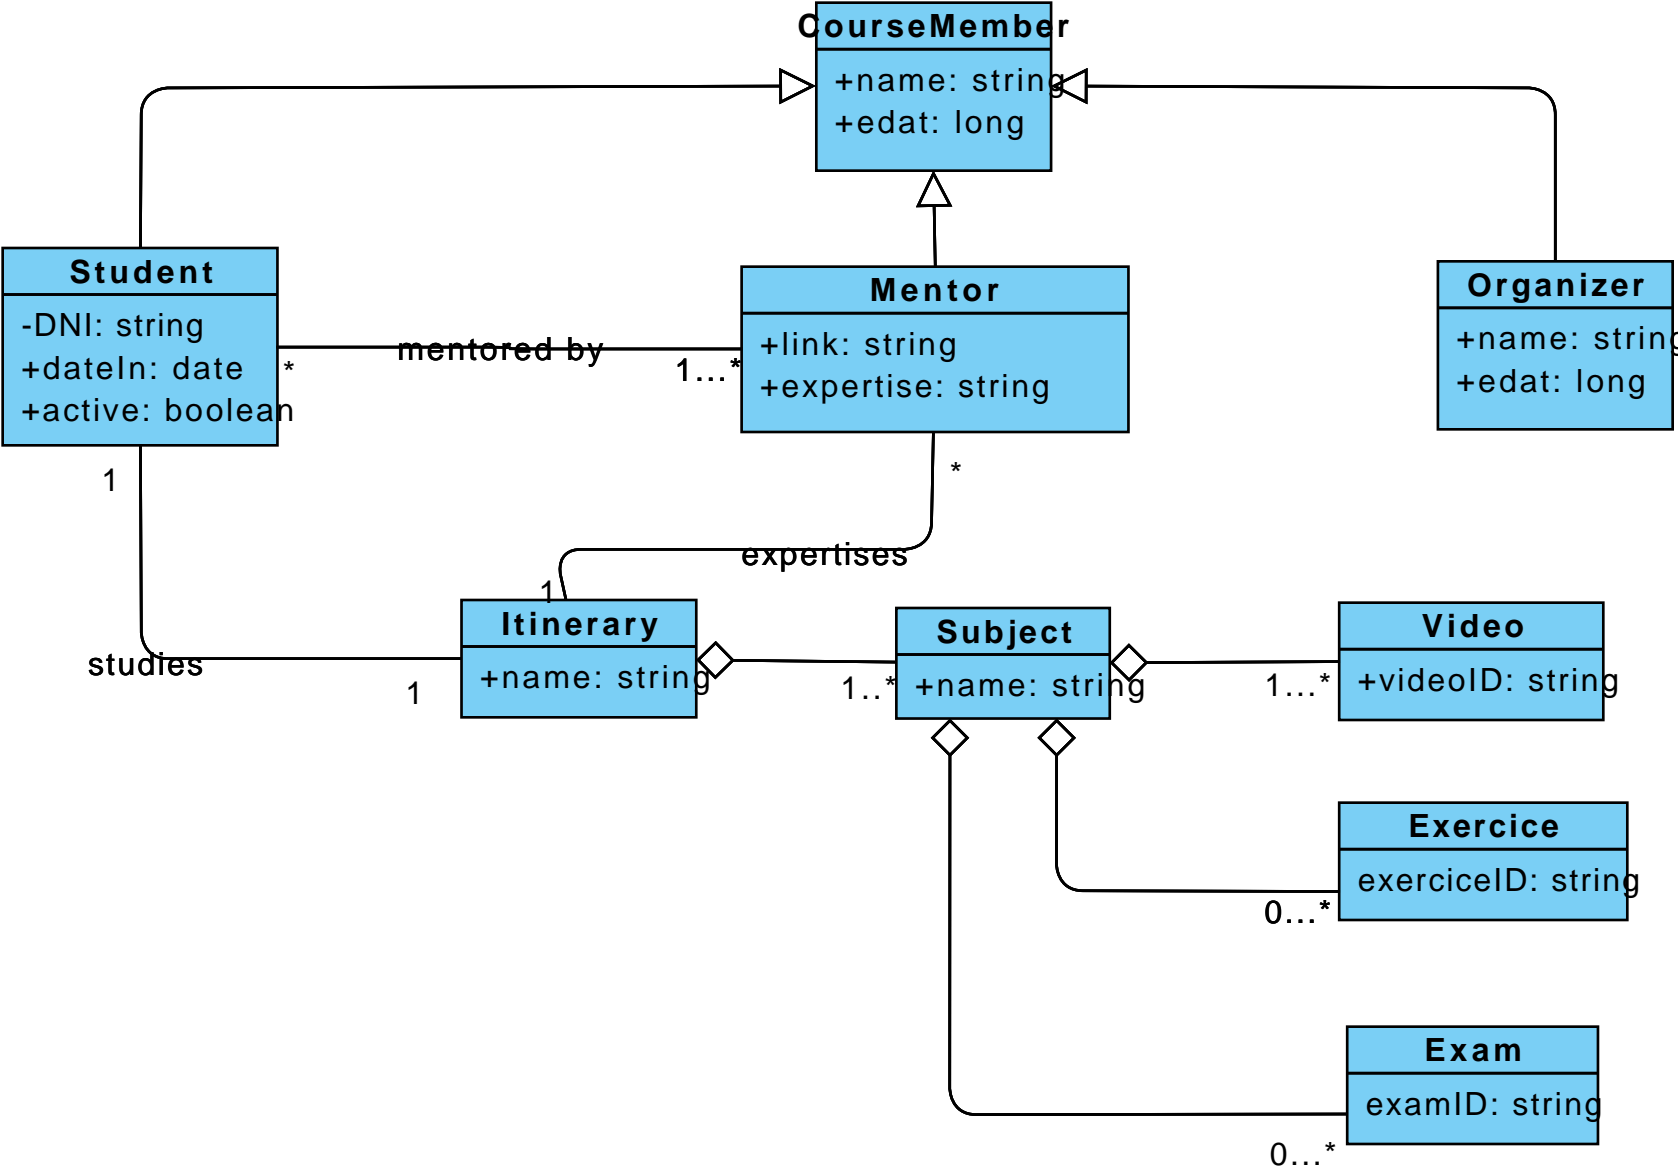 CourseMember
+name: string
+edat: long
Student
-DNI: string
+dateIn: date
+active: boolean
*
mentored by
1...*
Mentor
+link: string
+expertise: string
Organizer
+name: string
+edat: long
1
studies
1
*
expertises
1
Itinerary
+name: string
1..*
Subject
+name: string
1...*
Video
+videoID: string
0...*
Exercice
exerciceID: string
0...*
Exam
examID: string